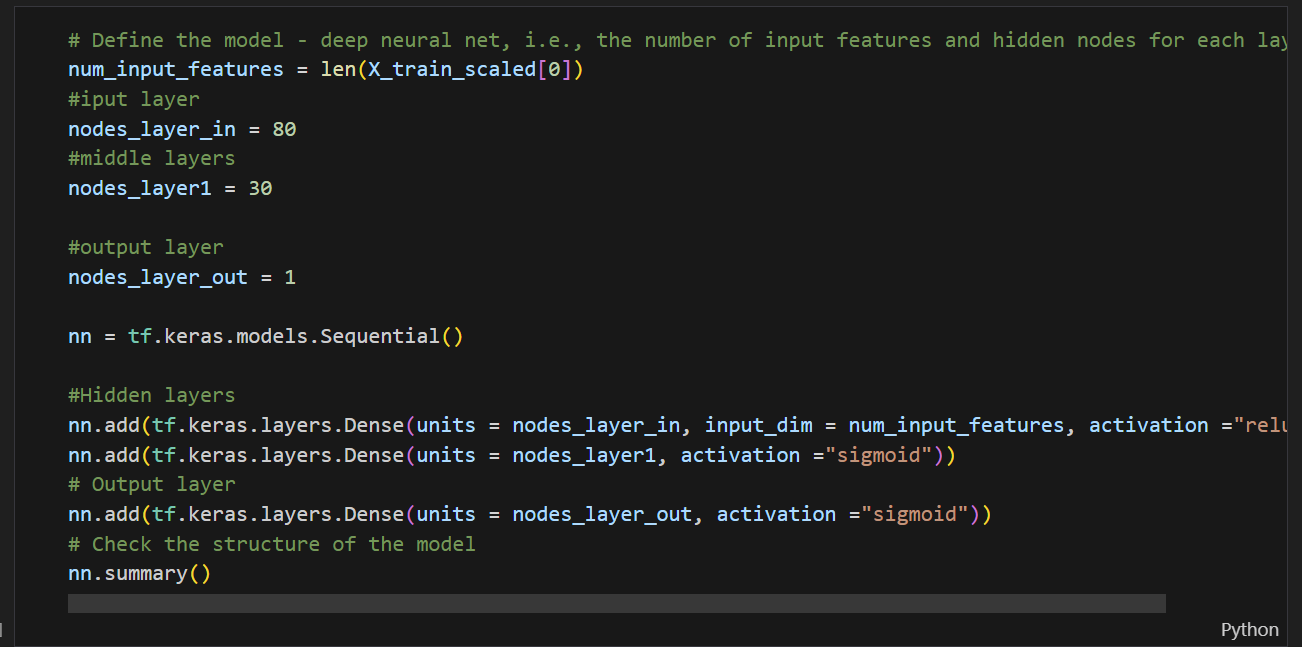 # Define the model - deep neural net, i.e., the number of input features and hidden nodes for each
num_input_features = len(X_train_scaled[0])
#iput layer
nodes_layer_in = 80
#middle layers
nodes_layer1 = 30
#output layer
nodes_layer_out = 1
nn = tf.keras.models.Sequential()
#Hidden layers
nn.add(tf.keras.layers.Dense(units = nodes_layer_in, input_dim = num_input_features, activation ="relu
nn.add(tf.keras.layers.Dense(units = nodes_layer1, activation ="sigmoid"))
# Output layer
nn.add(tf.keras.layers.Dense(units = nodes_layer_out, activation ="sigmoid"))
# Check the structure of the model
nn.summary()
Python